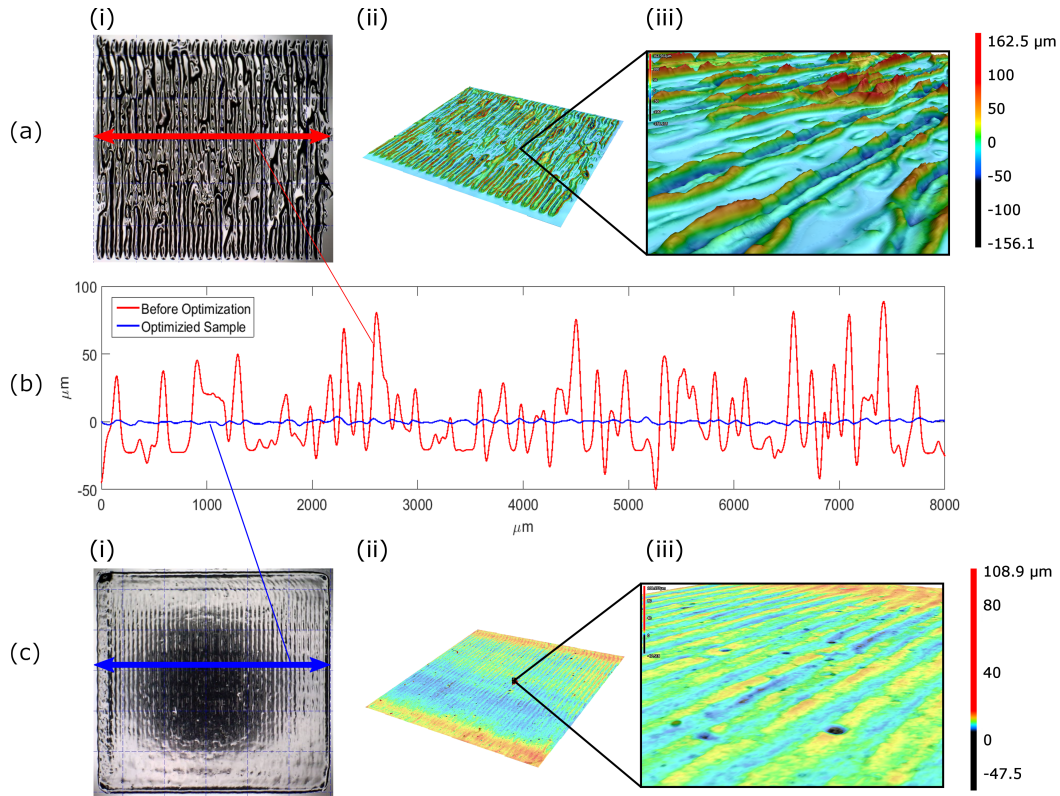 (i) (ii) (iii)
(a)
162.5 µm
100
50
0
-50
-100
-156.1
(b)
100
50
0
-50
µm
Before Optimization
Optimizied Sample
0 1000 2000 3000 4000 5000 6000 7000 8000
µm
(i) (ii) (iii)
(c)
108.9 µm
80
40
0
-47.5